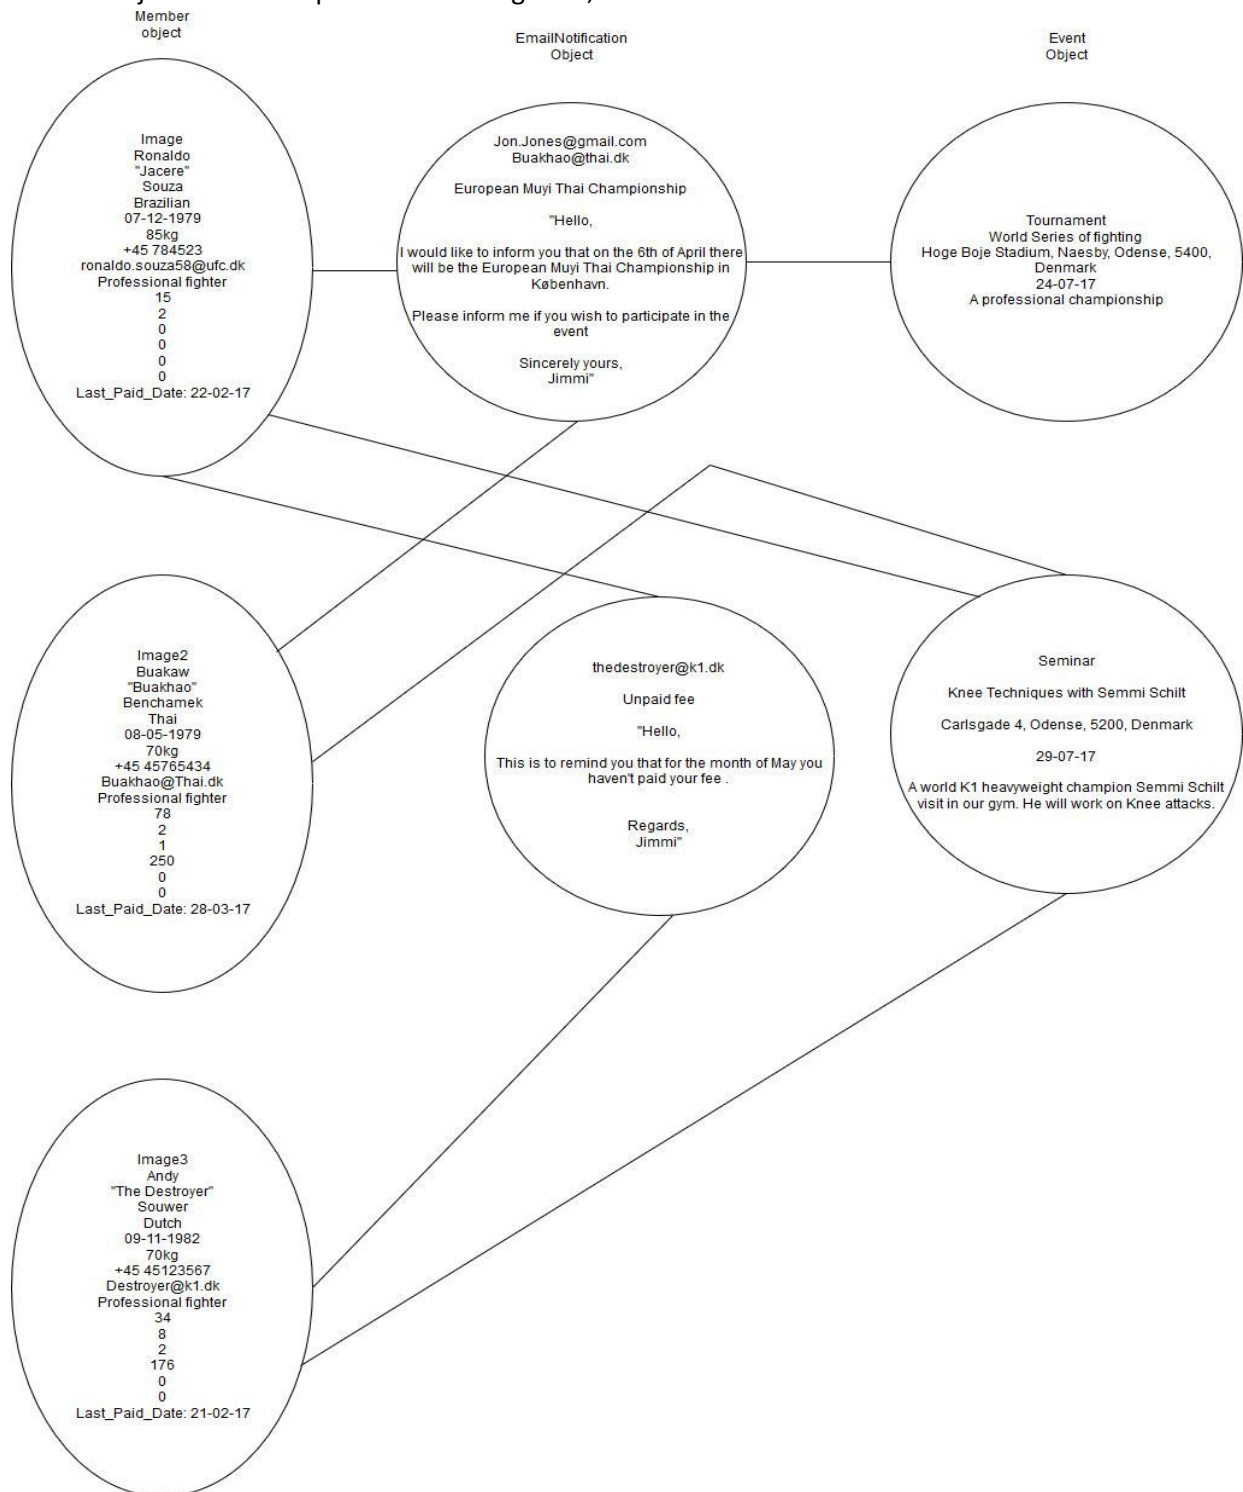 Member
object
EmailNotification
Object
Event
Object
Image
Ronaldo
"Jacere"
Souza
Brazilian
07-12-1979
85kg
+45 784523
ronaldo.souza58@ufc.dk
Professional fighter
15
2
0
0
0
0
Last_Paid_Date: 22-02-17
Jon.Jones@gmail.com
Buakhao@thai.dk
European Muyi Thai Championship
"Hello,
I would like to inform you that on the 6th of April there
will be the European Muyi Thai Championship in
København.
Please inform me if you wish to participate in the
event
Sincerely yours,
Jimmi"
Tournament
World Series of fighting
Hoge Boje Stadium, Naesby, Odense, 5400,
Denmark
24-07-17
A professional championship
Image2
Buakaw
"Buakhao"
Benchamek
Thai
08-05-1979
70kg
+45 45765434
Buakhao@Thai.dk
Professional fighter
78
2
1
250
0
0
Last_Paid_Date: 28-03-17
thedestroyer@k1.dk
Unpaid fee
"Hello,
This is to remind you that for the month of May you
haven't paid your fee .
Regards,
Jimmi"
Seminar
Knee Techniques with Semmi Schilt
Carlsgade 4, Odense, 5200, Denmark
29-07-17
A world K1 heavyweight champion Semmi Schilt
visit in our gym. He will work on Knee attacks.
Image3
Andy
"The Destroyer"
Souwer
Dutch
09-11-1982
70kg
+45 45123567
Destroyer@k1.dk
Professional fighter
34
8
2
176
0
0
Last_Paid_Date: 21-02-17